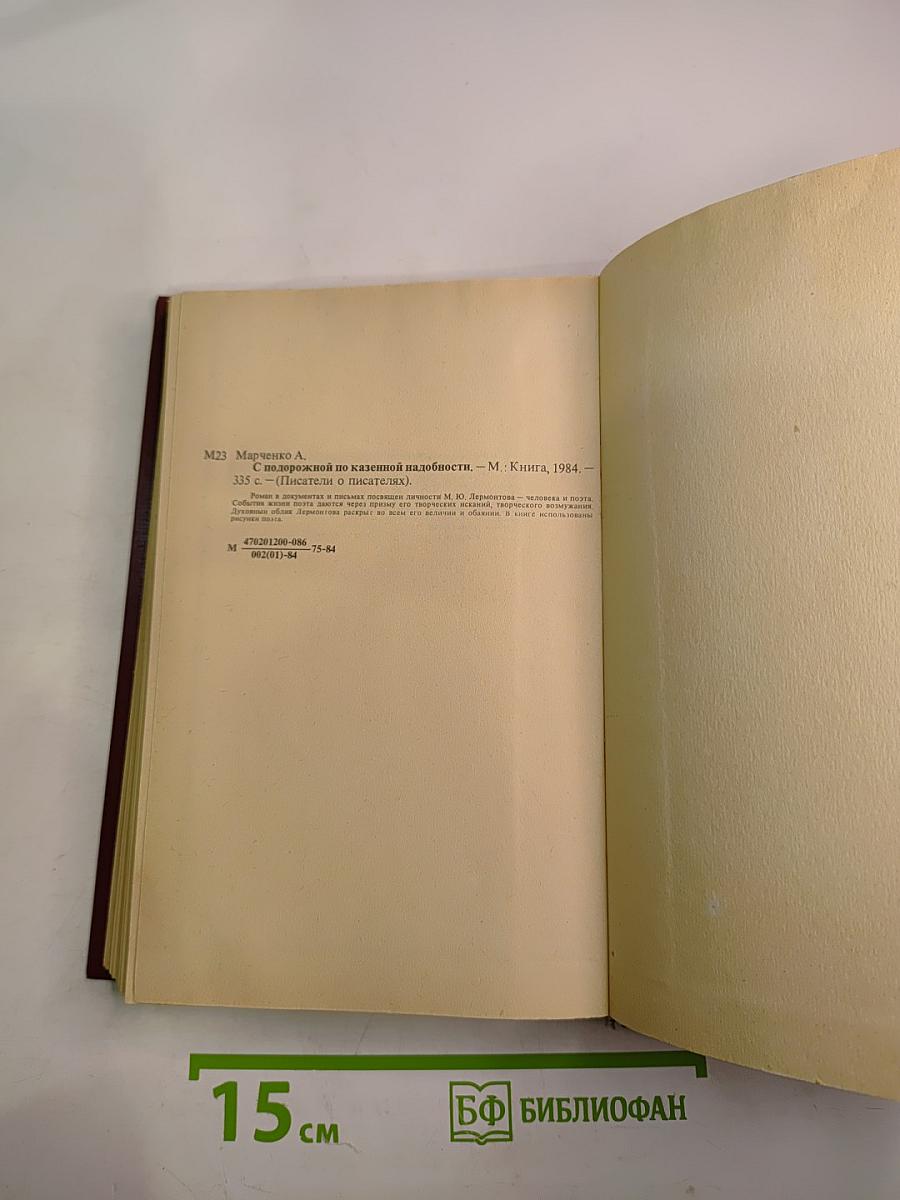 М23 Марченко А.
С подорожной по казенной надобности. — М.: Книга, 1984. —
335 с. — (Писатели о писателях).
Роман в документах и письмах посвящен личности М. Ю. Лермонтова — человека и поэта.
События жизни поэта даются через призму его творческих исканий, творческого возмужания.
Духовный облик Лермонтова раскрыт во всем его величии и обаянии. В книге использованы
рисунки поэта.
М 470201200-086 75-84
002(01)-84
15 см
БФ БИБЛИОФАН